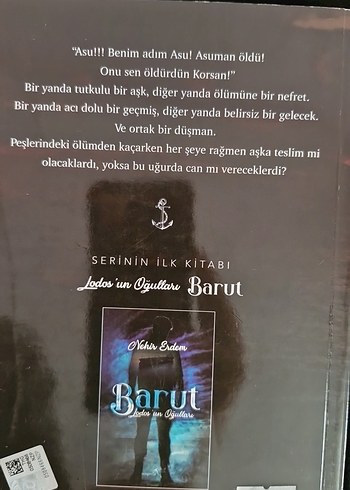 “Asu!!! Benim adım Asu! Asuman öldü!
Onu sen öldürdün Korsan!”
Bir yanda tutkulu bir aşk, diğer yanda ölümüne bir nefret.
Bir yanda acı dolu bir geçmiş, diğer yanda belirsiz bir gelecek.
Ve ortak bir düşman.
Peşlerindeki ölümden kaçarken her şeye rağmen aşka teslim mi
olacaklardı, yoksa bu uğurda can mı vereceklerdi?
SERİNİN İLK KİTABI
Lodos'un Oğulları Barut
Nehir Erdem
Barut
Lodos'un Oğulları